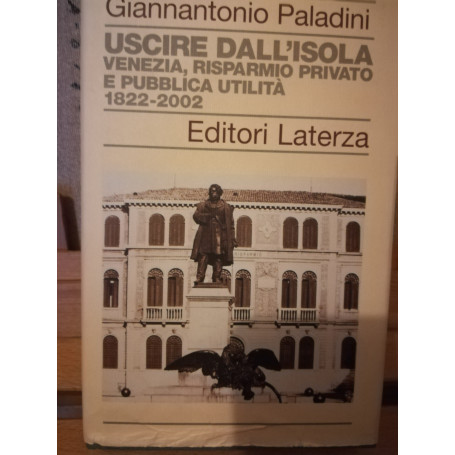 Giannantonio Paladini
USCIRE DALL'ISOLA
VENEZIA, RISPARMIO PRIVATO
E PUBBLICA UTILITÀ
1822-2002
Editori Laterza